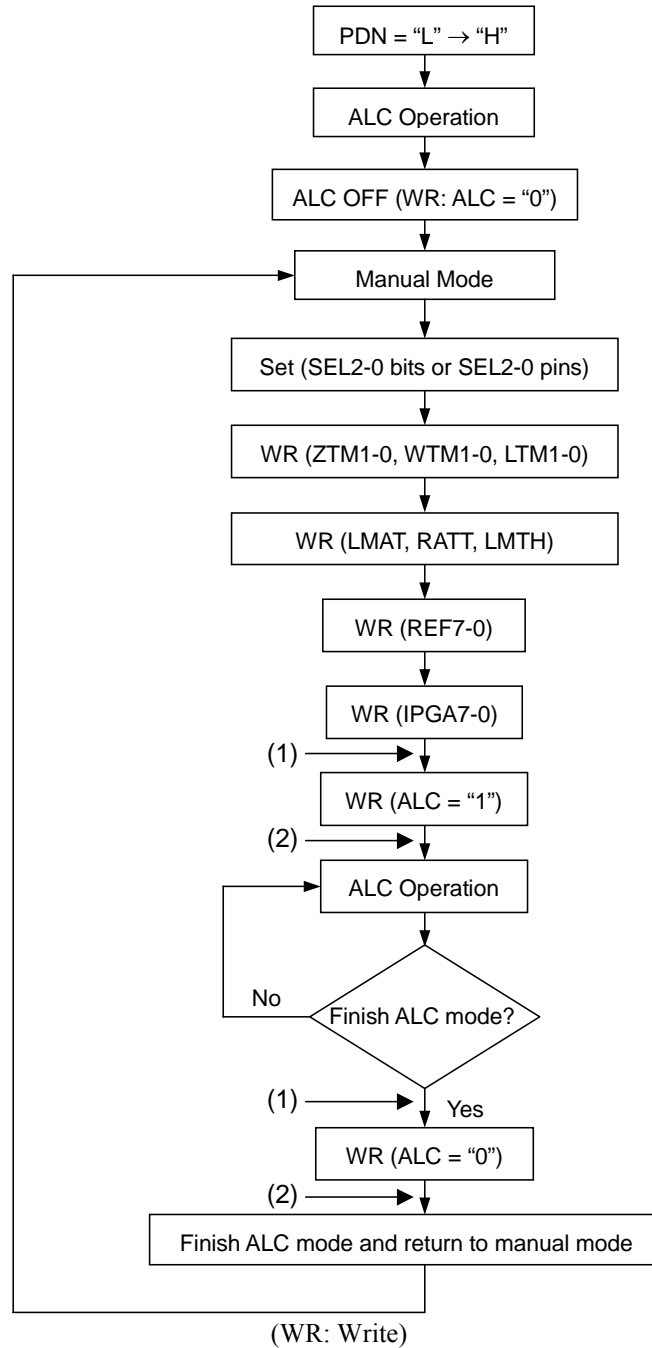 PDN = “L” → “H”
ALC Operation
ALC OFF (WR: ALC = “0”)
Manual Mode
Set (SEL2-0 bits or SEL2-0 pins)
WR (ZTM1-0, WTM1-0, LTM1-0)
WR (LMAT, RATT, LMTH)
WR (REF7-0)
WR (IPGA7-0)
(1)
WR (ALC = “1”)
(2)
ALC Operation
No
Finish ALC mode?
(1)
Yes
WR (ALC = “0”)
(2)
Finish ALC mode and return to manual mode
(WR: Write)